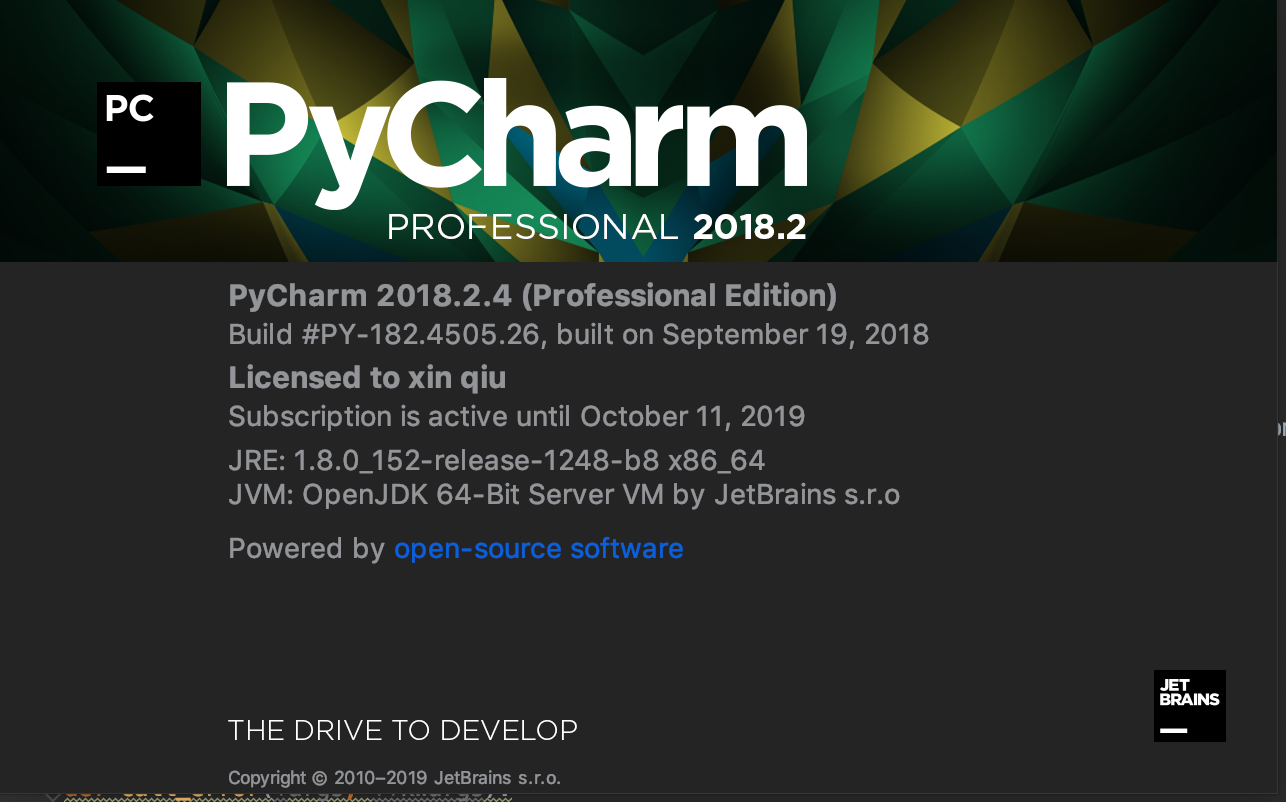 PC
PyCharm
PROFESSIONAL 2018.2
PyCharm 2018.2.4 (Professional Edition)
Build #PY-182.4505.26, built on September 19, 2018
Licensed to xin qiu
Subscription is active until October 11, 2019
JRE: 1.8.0_152-release-1248-b8 x86_64
JVM: OpenJDK 64-Bit Server VM by JetBrains s.r.o
Powered by open-source software
JET
BRAINS
THE DRIVE TO DEVELOP
Copyright © 2010–2019 JetBrains s.r.o.